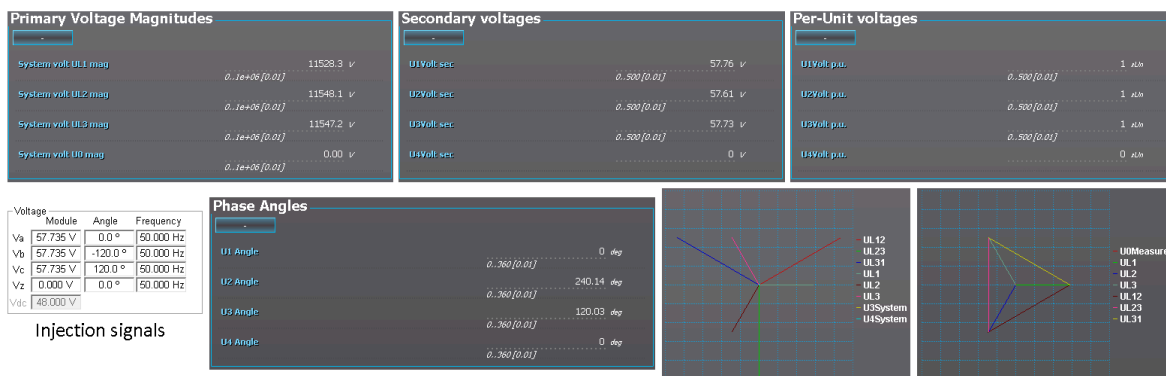 Primary Voltage Magnitudes
-
System volt UL1 mag 11528.3 V
0..1e+06 [0.01]
System volt UL2 mag 11548.1 V
0..1e+06 [0.01]
System volt UL3 mag 11547.2 V
0..1e+06 [0.01]
System volt U0 mag 0.00 V
0..1e+06 [0.01]
Secondary voltages
-
U1Volt sec 57.76 V
0..500 [0.01]
U2Volt sec 57.61 V
0..500 [0.01]
U3Volt sec 57.73 V
0..500 [0.01]
U4Volt sec 0 V
Per-Unit voltages
-
U1Volt p.u. 1 xUn
0..500 [0.01]
U2Volt p.u. 1 xUn
0..500 [0.01]
U3Volt p.u. 1 xUn
0..500 [0.01]
U4Volt p.u. 0 xUn
Voltage
Module Angle Frequency
Va 57.735 V 0.0 ° 50.000 Hz
Vb 57.735 V -120.0 ° 50.000 Hz
Vc 57.735 V 120.0 ° 50.000 Hz
Vz 0.000 V 0.0 ° 50.000 Hz
Vdc 48.000 V
Injection signals
Phase Angles
-
U1 Angle 0 deg
0..360 [0.01]
U2 Angle 240.14 deg
0..360 [0.01]
U3 Angle 120.03 deg
0..360 [0.01]
U4 Angle 0 deg
0..360 [0.01]
UL12
UL23
UL31
UL1
UL2
UL3
U3System
U4System
U0Measure
UL1
UL2
UL3
UL12
UL23
UL31